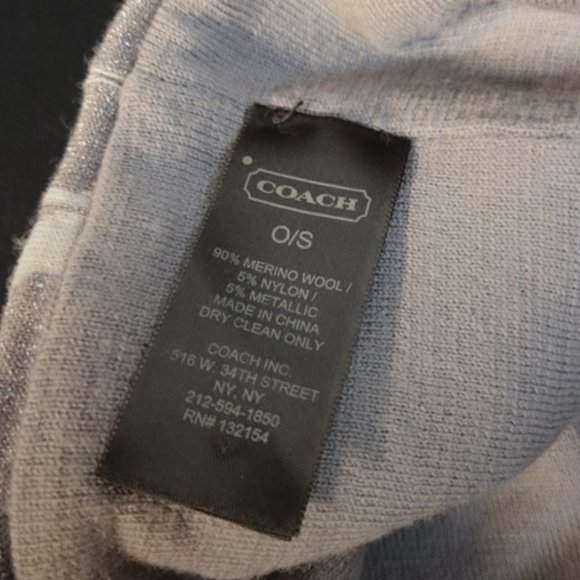 COACH
O/S
90% MERINO WOOL /
5% NYLON /
5% METALLIC
MADE IN CHINA
DRY CLEAN ONLY
COACH INC.
516 W. 34TH STREET
NY, NY
212-594-1850
RN# 132154